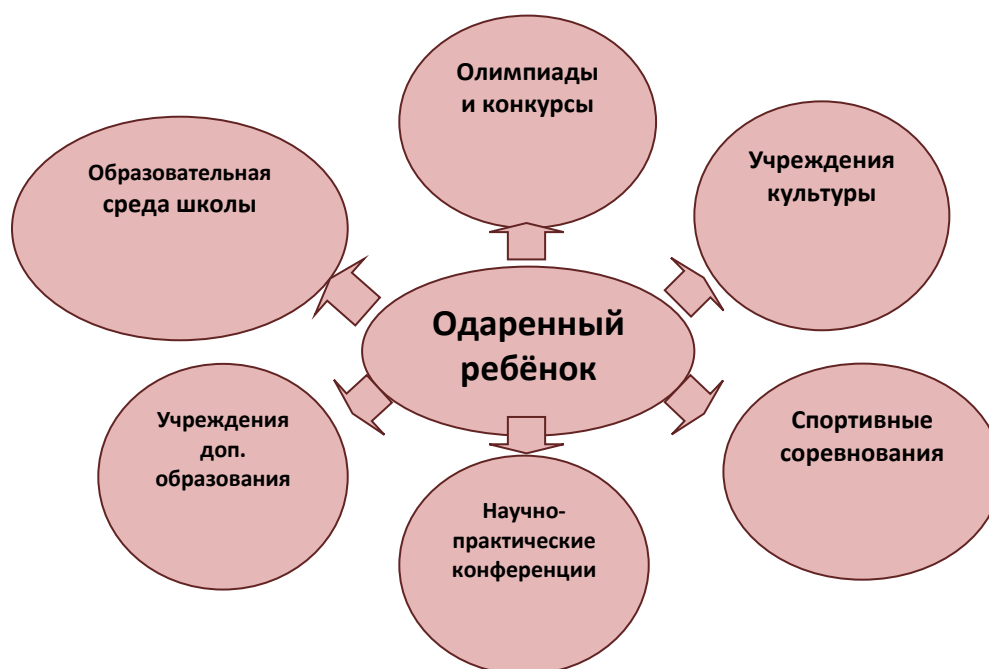 Олимпиады
и конкурсы
Образовательная
среда школы
Учреждения
культуры
Одаренный
ребёнок
Учреждения
доп.
образования
Спортивные
соревнования
Научно-
практические
конференции